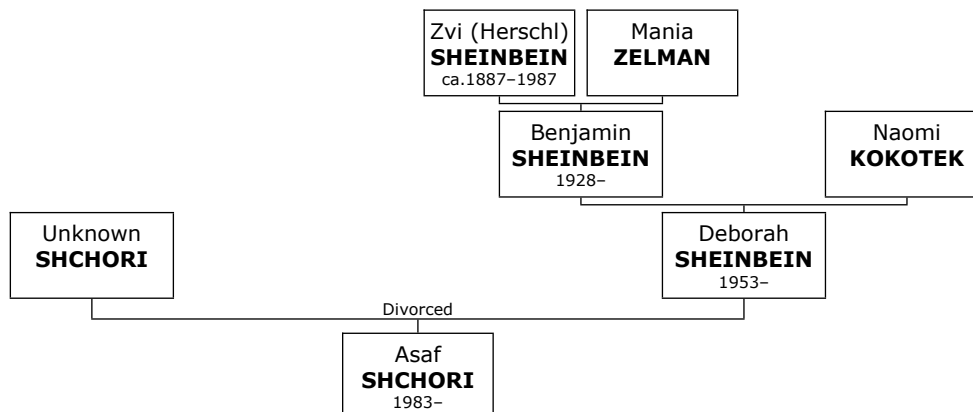 Zvi (Herschl)
SHEINBEIN
ca.1887–1987
Mania
ZELMAN
Benjamin
SHEINBEIN
1928–
Naomi
KOKOTEK
Unknown
SHCHORI
Deborah
SHEINBEIN
1953–
Divorced
Asaf
SHCHORI
1983–